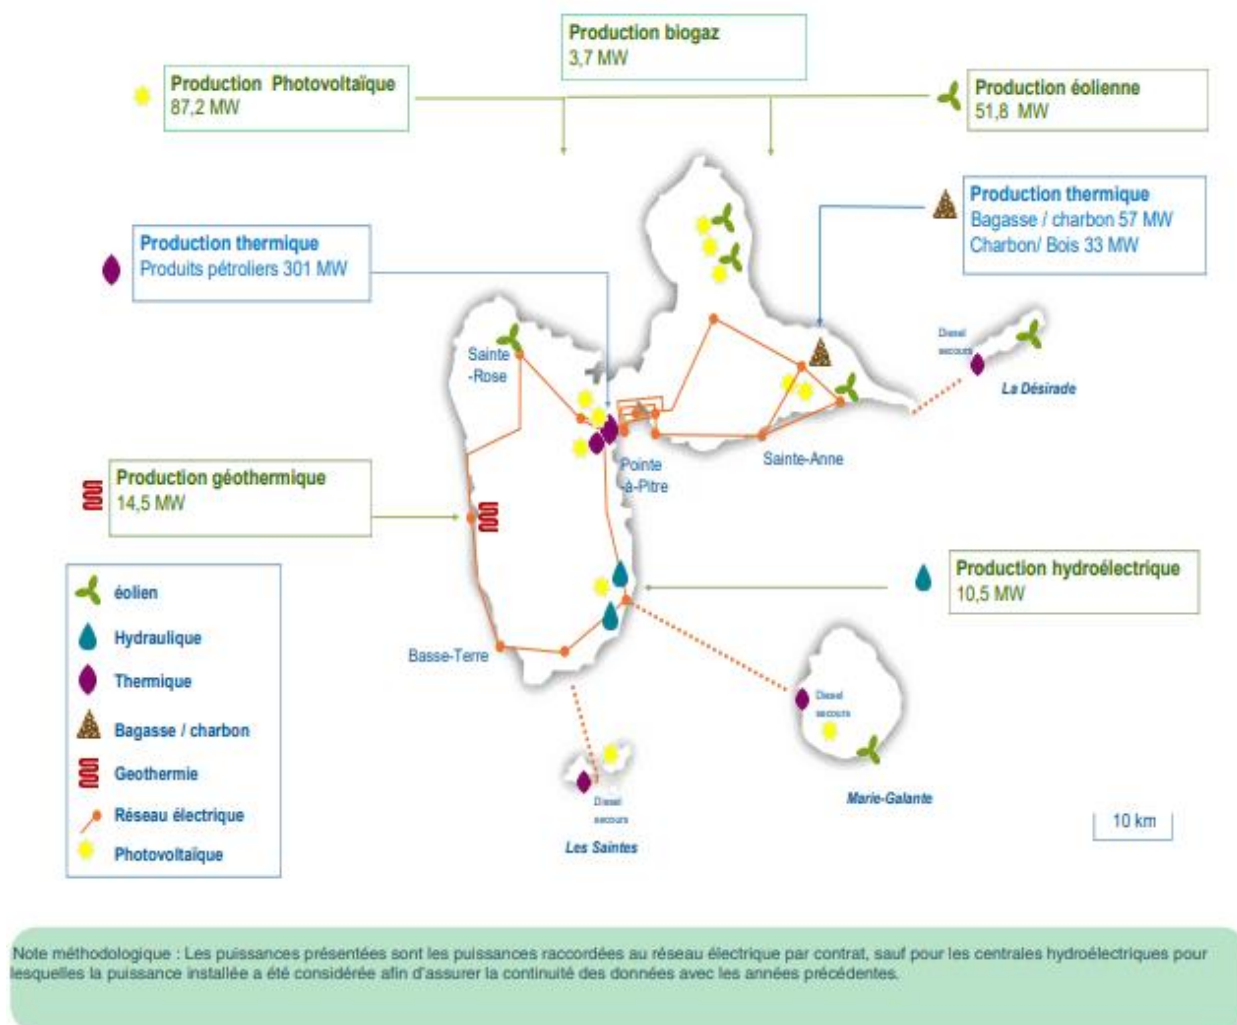 Production biogaz
3,7 MW
Production Photovoltaïque
87,2 MW
Production éolienne
51,8 MW
Production thermique
Bagasse / charbon 57 MW
Charbon/ Bois 33 MW
Production thermique
Produits pétroliers 301 MW
Sainte
-Rose
Diesel
secours
La Désirade
Pointe
-à-Pitre
Sainte-Anne
Production géothermique
14,5 MW
Production hydroélectrique
10,5 MW
éolien
Hydraulique
Thermique
Bagasse / charbon
Geothermie
Réseau électrique
Photovoltaïque
Basse-Terre
Diesel
secours
Marie-Galante
Diesel
secours
Les Saintes
10 km
Note méthodologique : Les puissances présentées sont les puissances raccordées au réseau électrique par contrat, sauf pour les centrales hydroélectriques pour
lesquelles la puissance installée a été considérée afin d'assurer la continuité des données avec les années précédentes.